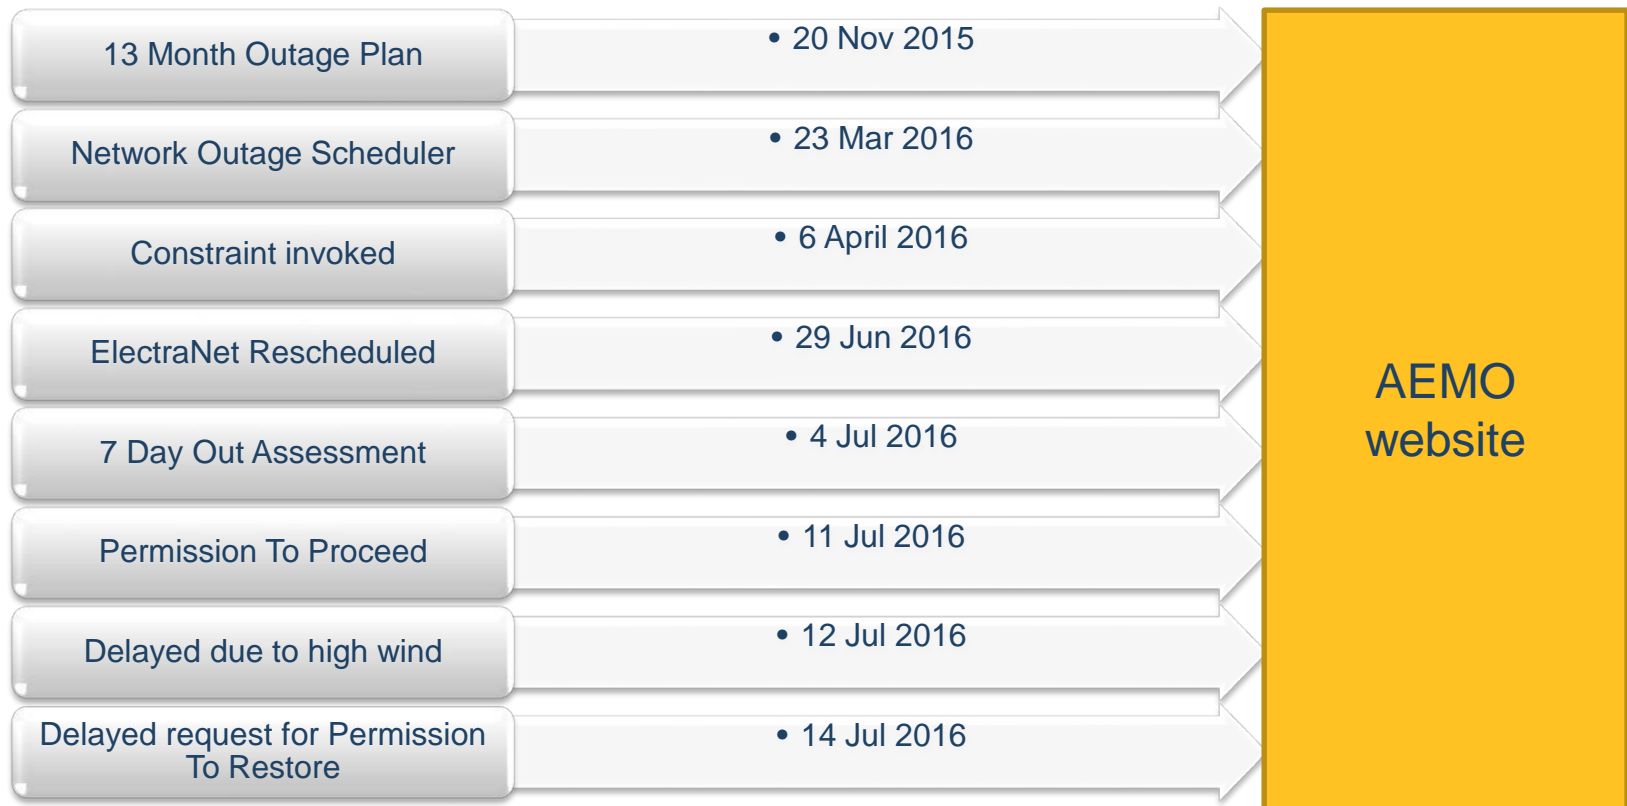 13 Month Outage Plan
• 20 Nov 2015
Network Outage Scheduler
• 23 Mar 2016
Constraint invoked
• 6 April 2016
ElectraNet Rescheduled
• 29 Jun 2016
7 Day Out Assessment
• 4 Jul 2016
Permission To Proceed
• 11 Jul 2016
Delayed due to high wind
• 12 Jul 2016
Delayed request for Permission
To Restore
• 14 Jul 2016
AEMO
website